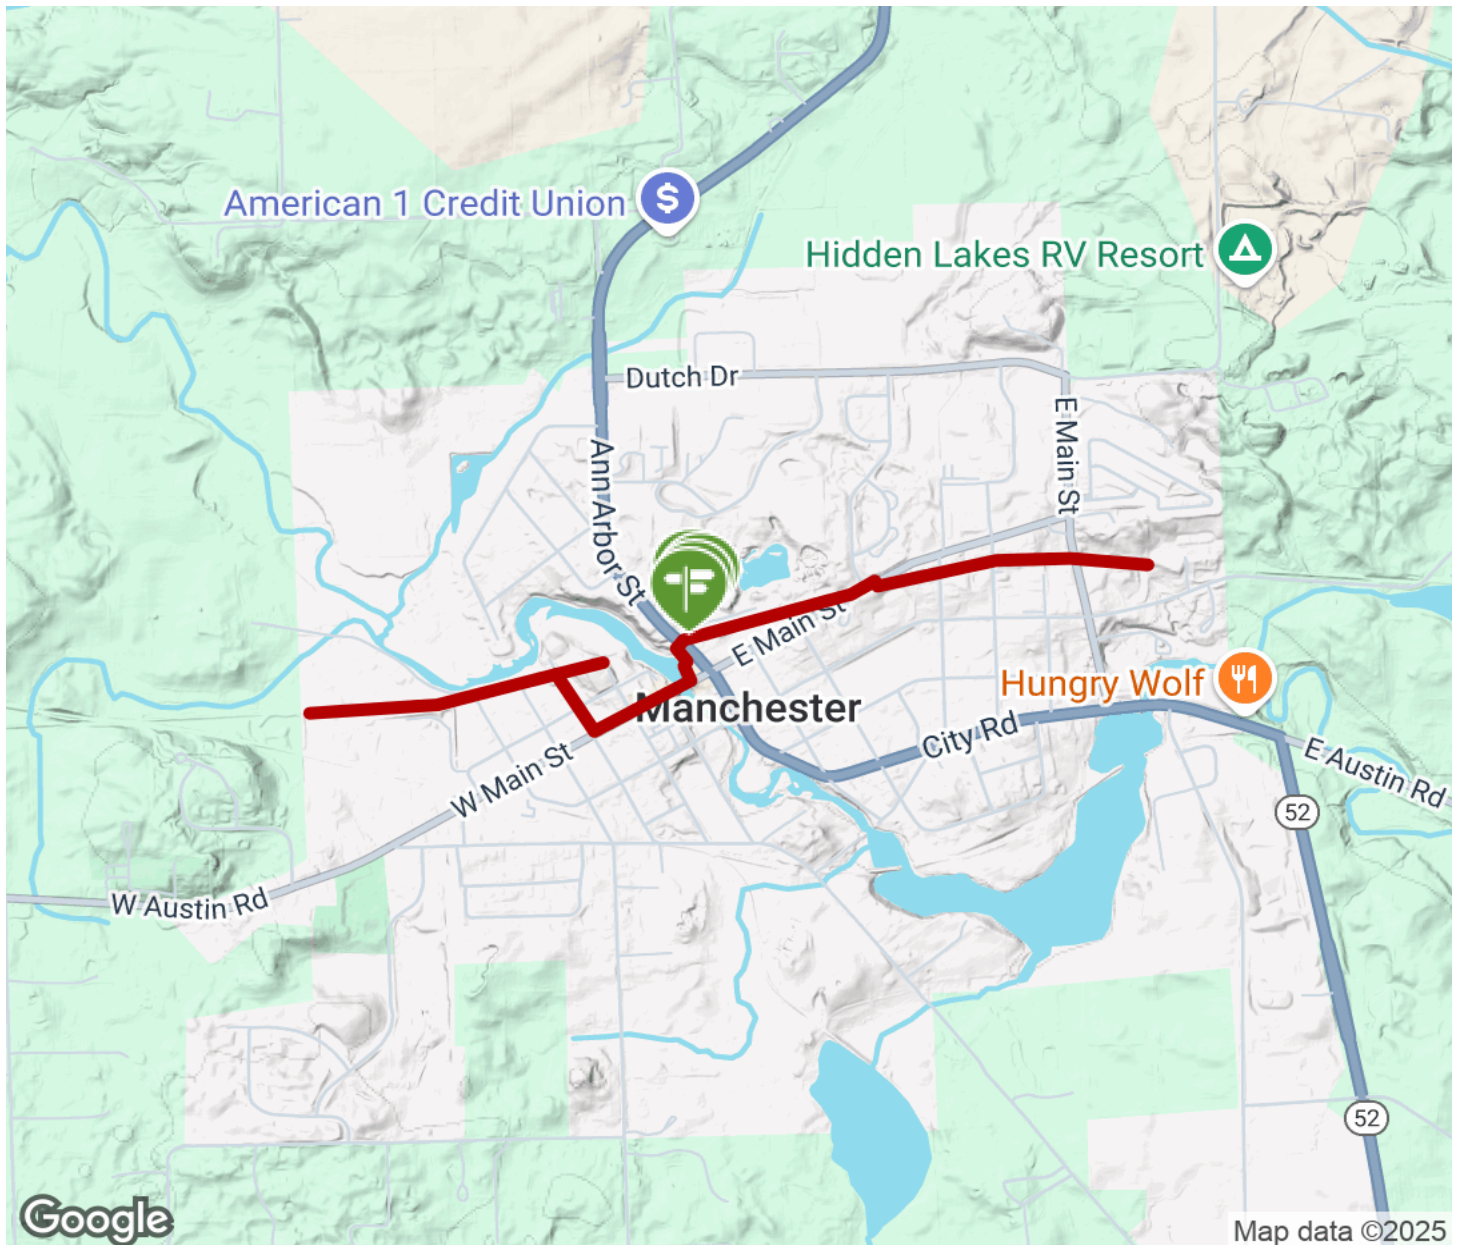 American 1 Credit Union
Hidden Lakes RV Resort
Dutch Dr
E Main St
Ann Arbor St
E Main St
Manchester
Hungry Wolf
City Rd
E Austin Rd
W Main St
52
W Austin Rd
52
Google
Map data ©2025